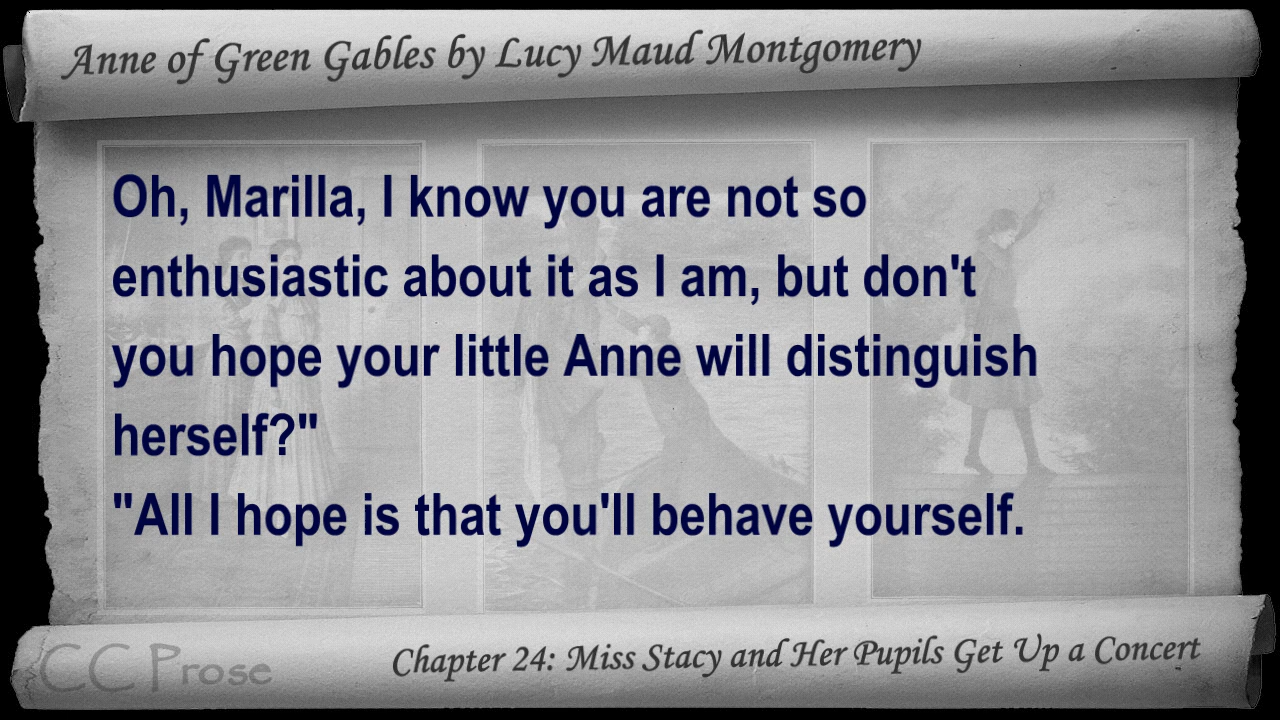 Anne of Green Gables by Lucy Maud Montgomery
Oh, Marilla, I know you are not so
enthusiastic about it as I am, but don't
you hope your little Anne will distinguish
herself?"
"All I hope is that you'll behave yourself.
CC Prose
Chapter 24: Miss Stacy and Her Pupils Get Up a Concert